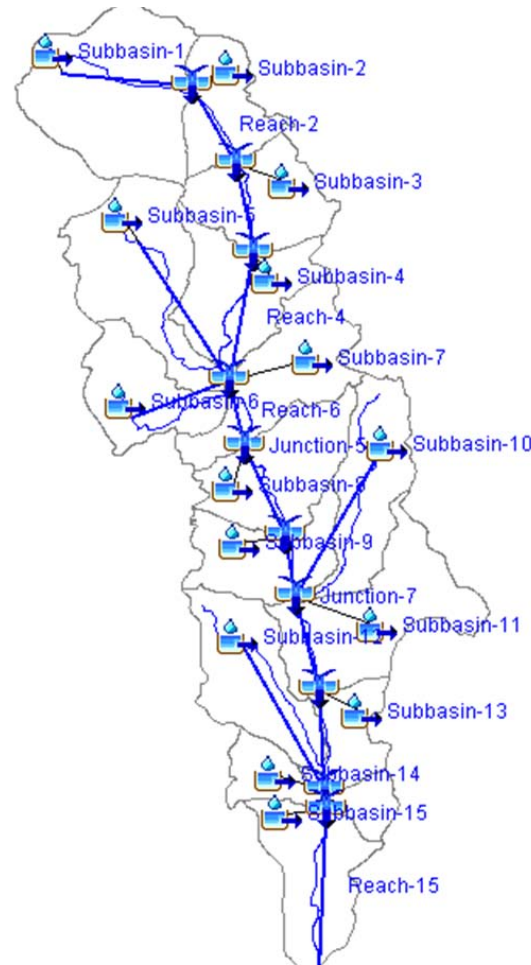 Subbasin-1
Subbasin-2
Reach-2
Subbasin-3
Subbasin-5
Subbasin-4
Reach-4
Subbasin-7
Subbasin-6
Reach-6
Junction-5
Subbasin-10
Subbasin-8
Subbasin-9
Junction-7
Subbasin-11
Subbasin-12
Subbasin-13
Subbasin-14
Subbasin-15
Reach-15